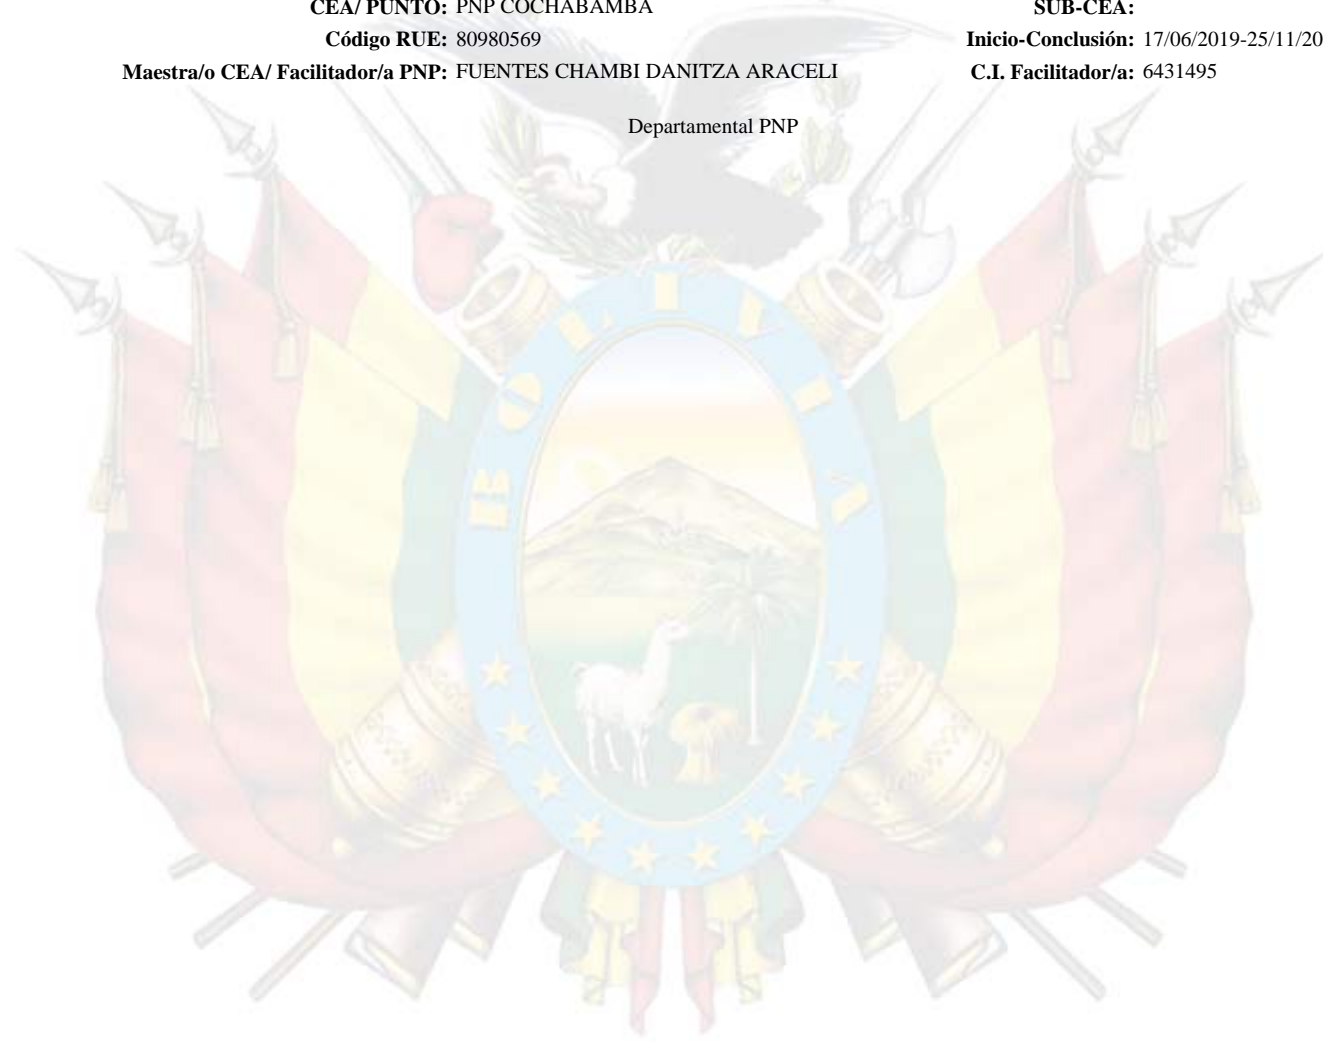 CEA/ PUNTO: PNP COCHABAMBA SUB-CEA:
Código RUE: 80980569 Inicio-Conclusión: 17/06/2019-25/11/20
Maestra/o CEA/ Facilitador/a PNP: FUENTES CHAMBI DANITZA ARACELI C.I. Facilitador/a: 6431495
Departamental PNP
BOLIVIA